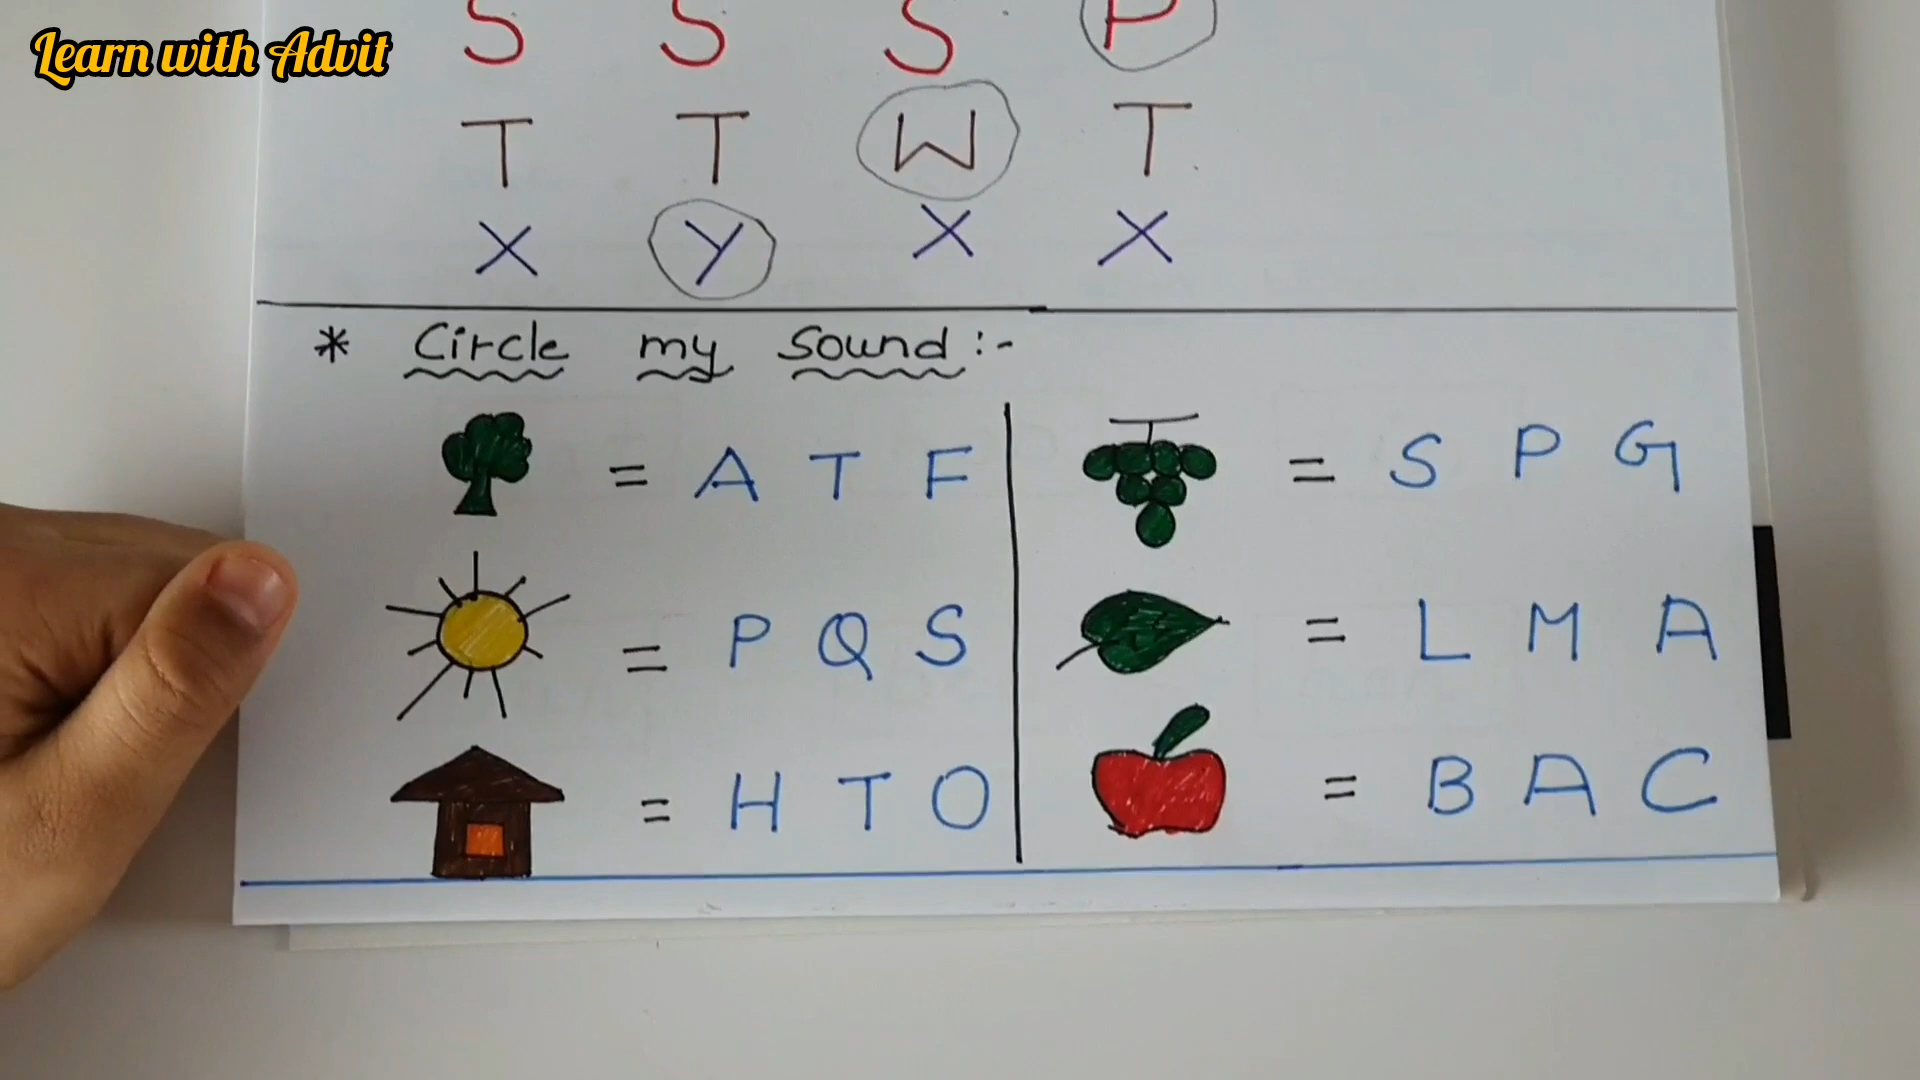 Learn with Advit
S S S P
T T W T
X Y X X
* Circle my Sound :-
= A T F
= P Q S
= H T O
= S P G
= L M A
= B A C